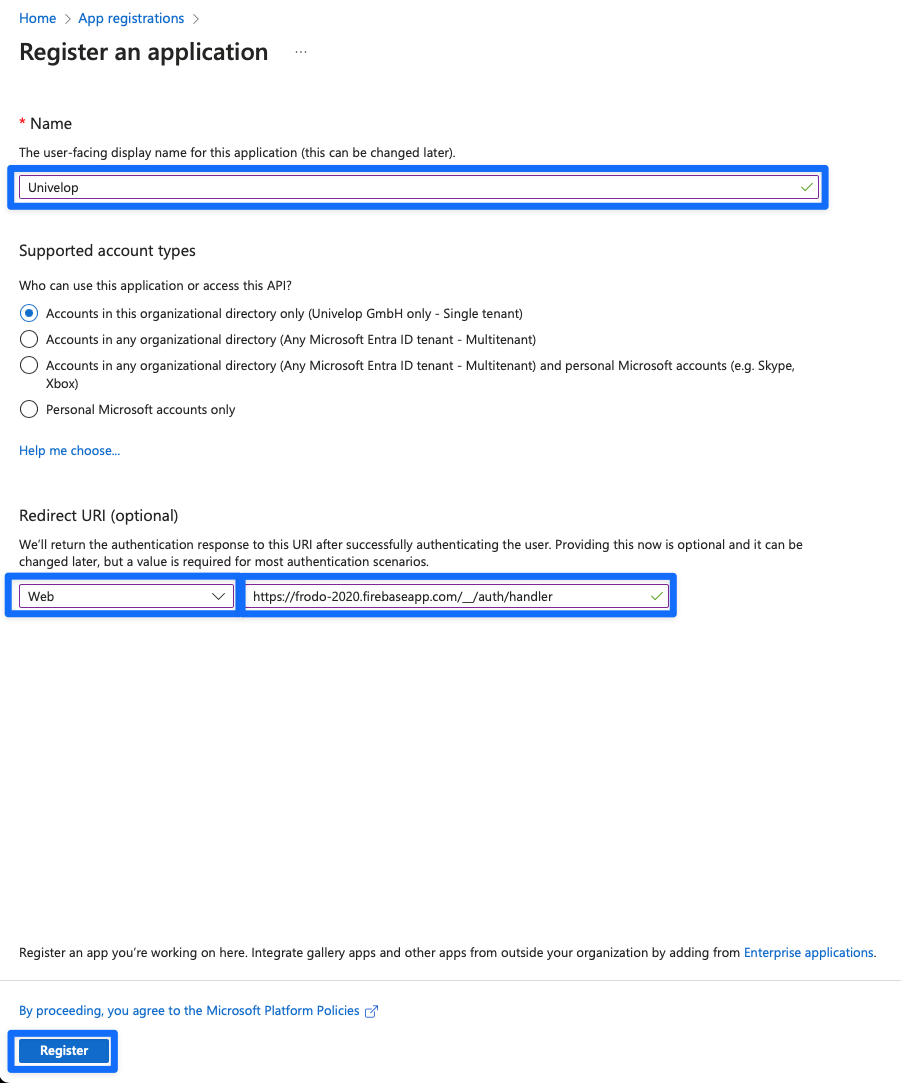 Home > App registrations >
Register an application ...
* Name
The user-facing display name for this application (this can be changed later).
Univelop
Supported account types
Who can use this application or access this API?
Accounts in this organizational directory only (Univelop GmbH only - Single tenant)
Accounts in any organizational directory (Any Microsoft Entra ID tenant - Multitenant)
Accounts in any organizational directory (Any Microsoft Entra ID tenant - Multitenant) and personal Microsoft accounts (e.g. Skype,
Xbox)
Personal Microsoft accounts only
Help me choose...
Redirect URI (optional)
We'll return the authentication response to this URI after successfully authenticating the user. Providing this now is optional and it can be
changed later, but a value is required for most authentication scenarios.
Web https://frodo-2020.firebaseapp.com/__/auth/handler
Register an app you're working on here. Integrate gallery apps and other apps from outside your organization by adding from Enterprise applications.
By proceeding, you agree to the Microsoft Platform Policies
Register